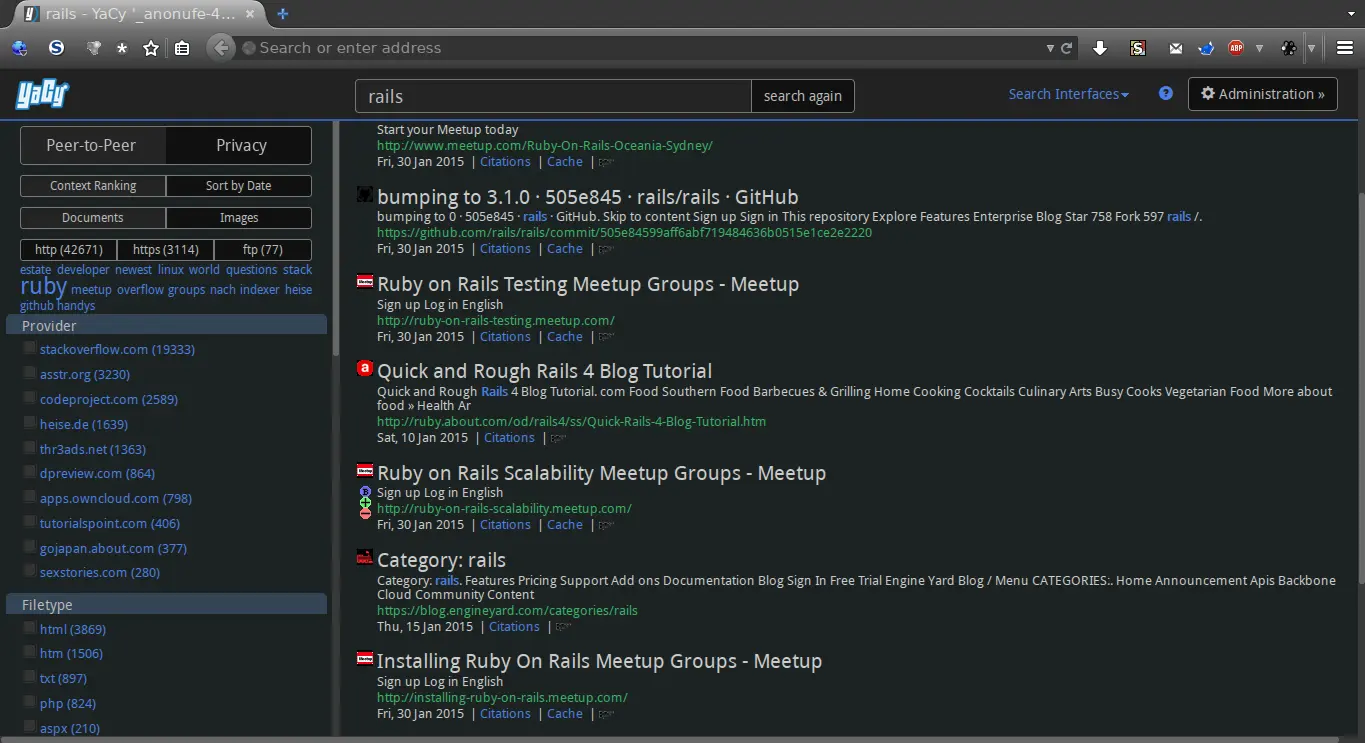 rails - YaCy '_anonufe-4...
Search or enter address
ABP
YaCy
rails
search again
Search Interfaces
?
Administration »
Peer-to-Peer
Privacy
Context Ranking
Sort by Date
Documents
Images
http (42671)
https (3114)
ftp (77)
estate developer newest linux world questions stack
ruby meetup overflow groups nach indexer heise
github handys
Provider
stackoverflow.com (19333)
asstr.org (3230)
codeproject.com (2589)
heise.de (1639)
thr3ads.net (1363)
dpreview.com (864)
apps.owncloud.com (798)
tutorialspoint.com (406)
gojapan.about.com (377)
sexstories.com (280)
Filetype
html (3869)
htm (1506)
txt (897)
php (824)
aspx (210)
Start your Meetup today
http://www.meetup.com/Ruby-On-Rails-Oceania-Sydney/
Fri, 30 Jan 2015 | Citations | Cache |
bumping to 3.1.0 · 505e845 · rails/rails · GitHub
bumping to 0 · 505e845 · rails · GitHub. Skip to content Sign up Sign in This repository Explore Features Enterprise Blog Star 758 Fork 597 rails /.
https://github.com/rails/rails/commit/505e84599aff6abf719484636b0515e1ce2e2220
Fri, 30 Jan 2015 | Citations | Cache |
Ruby on Rails Testing Meetup Groups - Meetup
Sign up Log in English
http://ruby-on-rails-testing.meetup.com/
Fri, 30 Jan 2015 | Citations | Cache |
Quick and Rough Rails 4 Blog Tutorial
Quick and Rough Rails 4 Blog Tutorial. com Food Southern Food Barbecues & Grilling Home Cooking Cocktails Culinary Arts Busy Cooks Vegetarian Food More about
food » Health Ar
http://ruby.about.com/od/rails4/ss/Quick-Rails-4-Blog-Tutorial.htm
Sat, 10 Jan 2015 | Citations |
Ruby on Rails Scalability Meetup Groups - Meetup
Sign up Log in English
http://ruby-on-rails-scalability.meetup.com/
Fri, 30 Jan 2015 | Citations | Cache |
Category: rails
Category: rails. Features Pricing Support Add ons Documentation Blog Sign In Free Trial Engine Yard Blog / Menu CATEGORIES:. Home Announcement Apis Backbone
Cloud Community Content
https://blog.engineyard.com/categories/rails
Thu, 15 Jan 2015 | Citations |
Installing Ruby On Rails Meetup Groups - Meetup
Sign up Log in English
http://installing-ruby-on-rails.meetup.com/
Fri, 30 Jan 2015 | Citations | Cache |